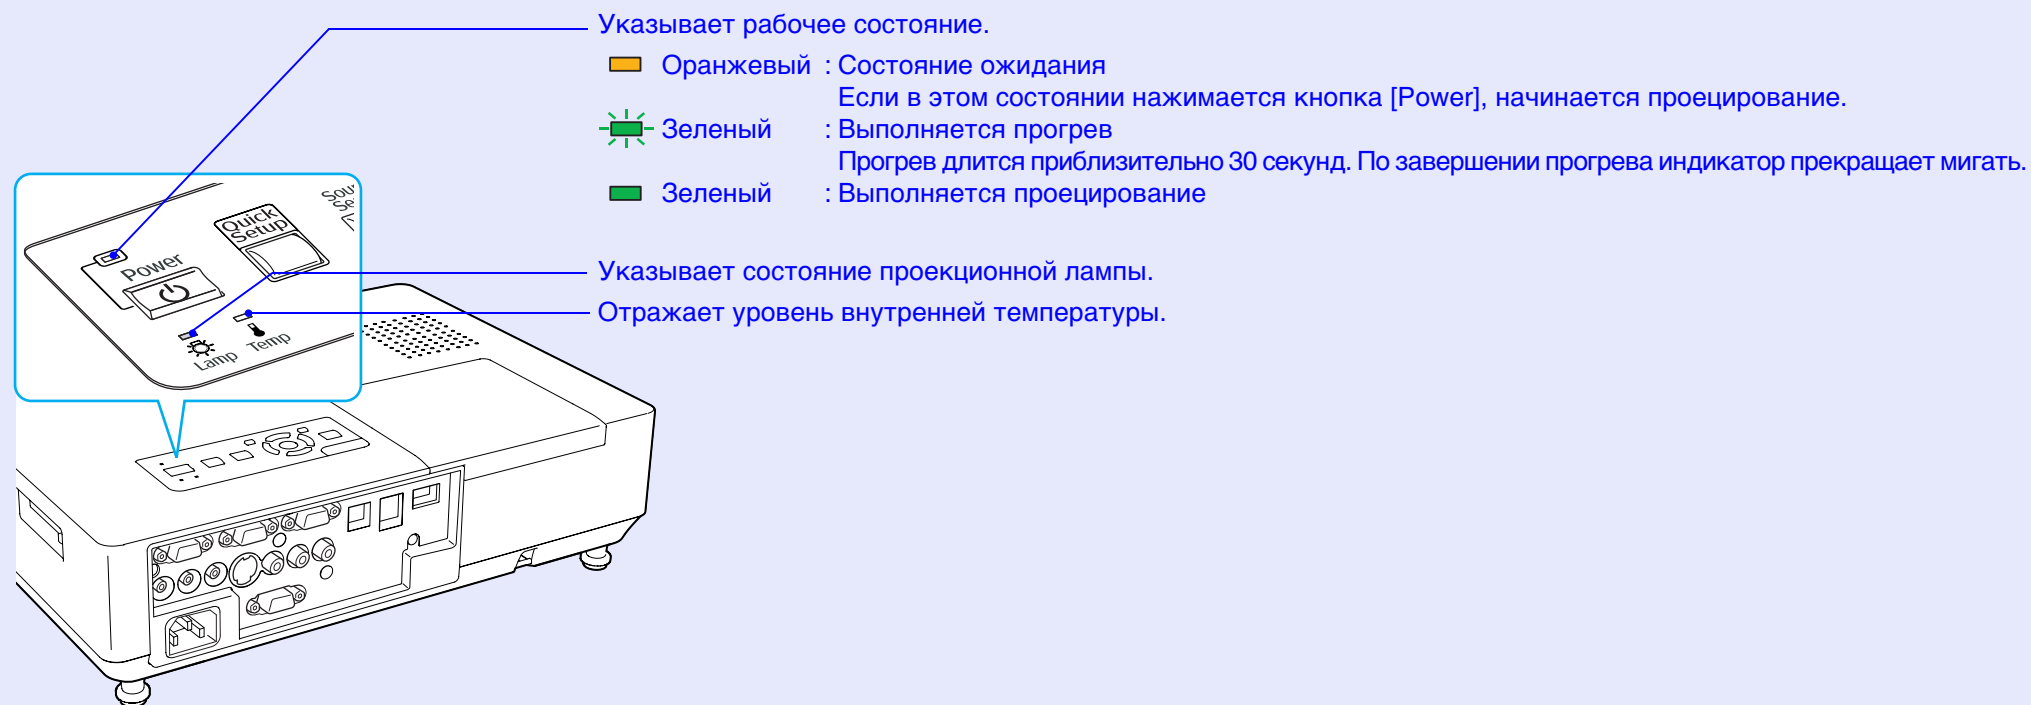 Указывает рабочее состояние.
Оранжевый : Состояние ожидания
Если в этом состоянии нажимается кнопка [Power], начинается проецирование.
Зеленый : Выполняется прогрев
Прогрев длится приблизительно 30 секунд. По завершении прогрева индикатор прекращает мигать.
Зеленый : Выполняется проецирование
Указывает состояние проекционной лампы.
Отражает уровень внутренней температуры.
Power
Quick
Setup
Sou
Se
Lamp
Temp